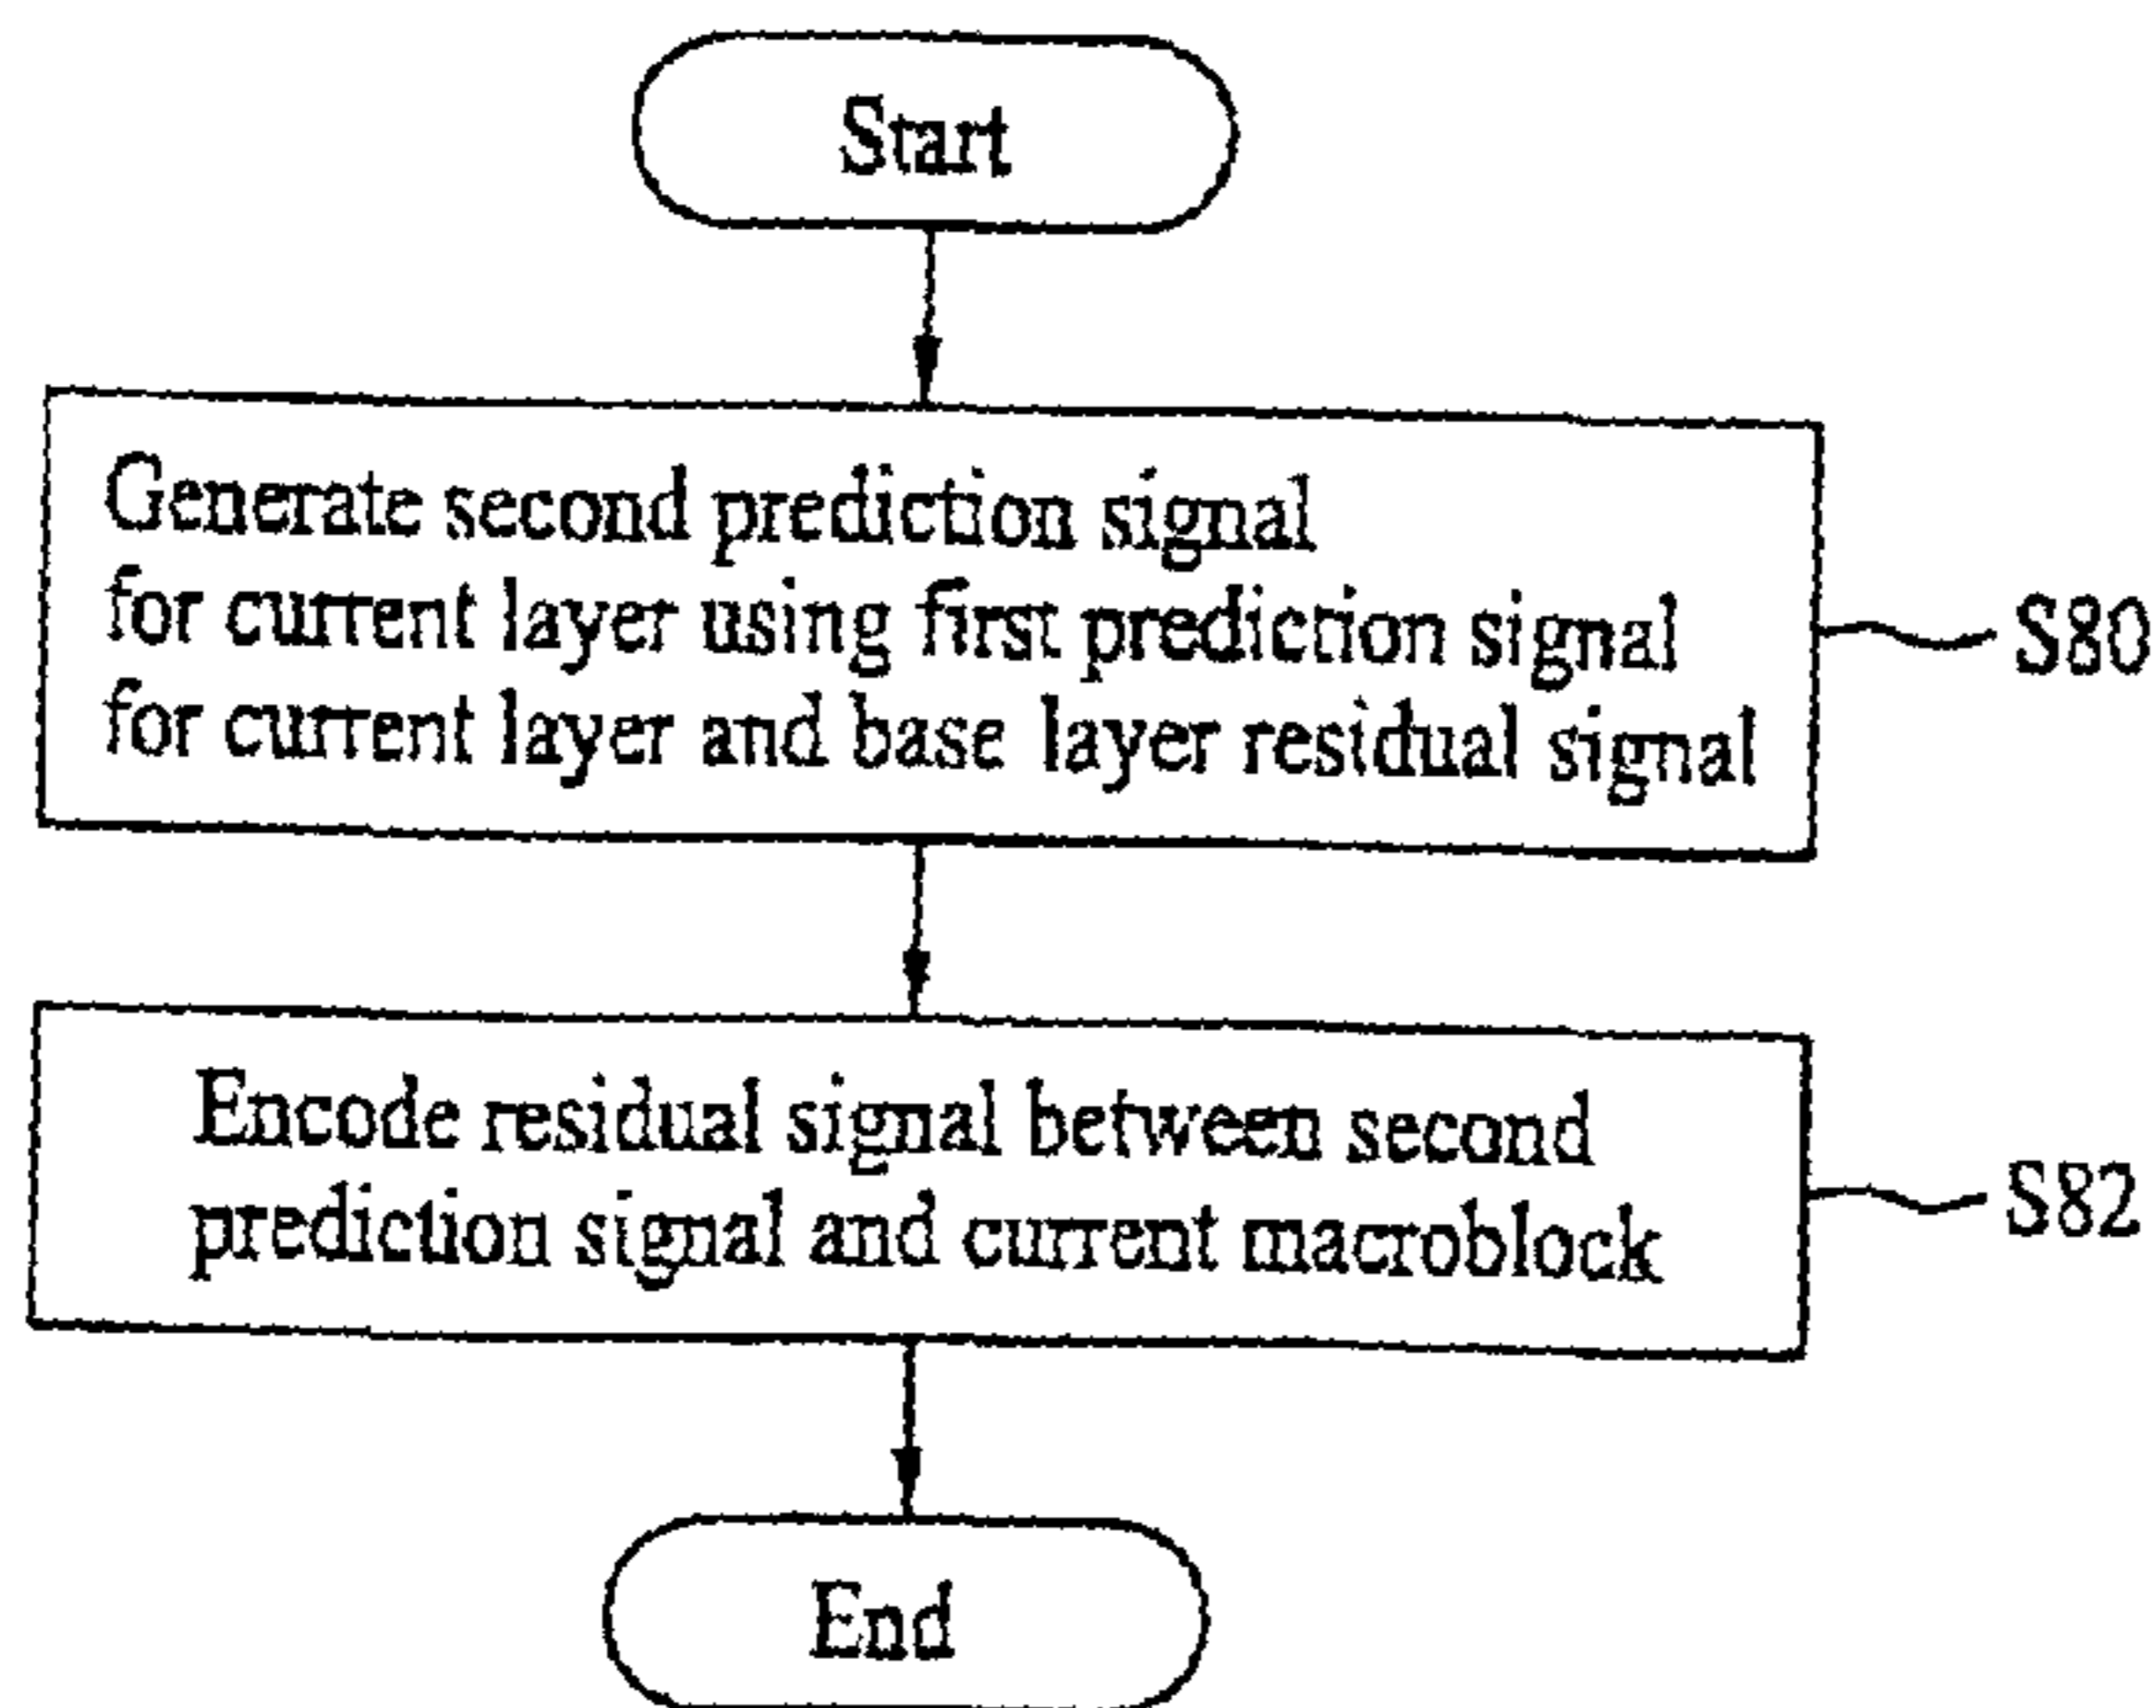 Start
Generate second prediction signal
for current layer using first prediction signal
for current layer and base layer residual signal
S80
Encode residual signal between second
prediction signal and current macroblock
S82
End